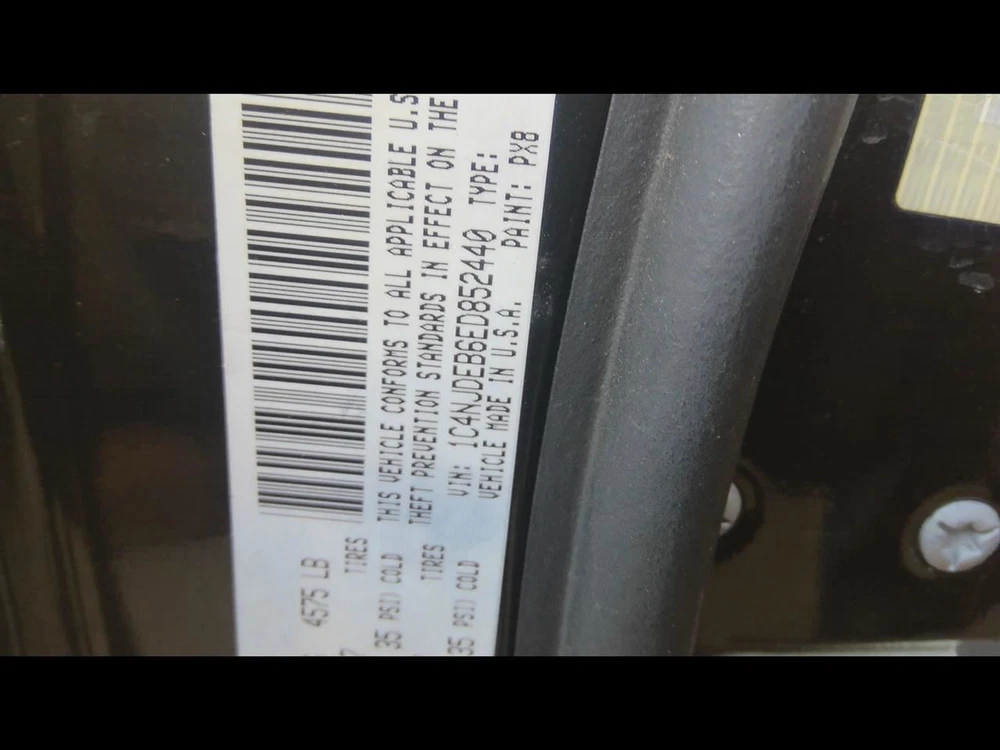 4575 LB
TIRES
35 PSI) COLD
TIRES
35 PSI) COLD
THIS VEHICLE CONFORMS TO ALL APPLICABLE U.S
THEFT PREVENTION STANDARDS IN EFFECT ON THE
VIN: 1C4NJDEB6ED852440 TYPE:
VEHICLE MADE IN U.S.A. PAINT: PX8